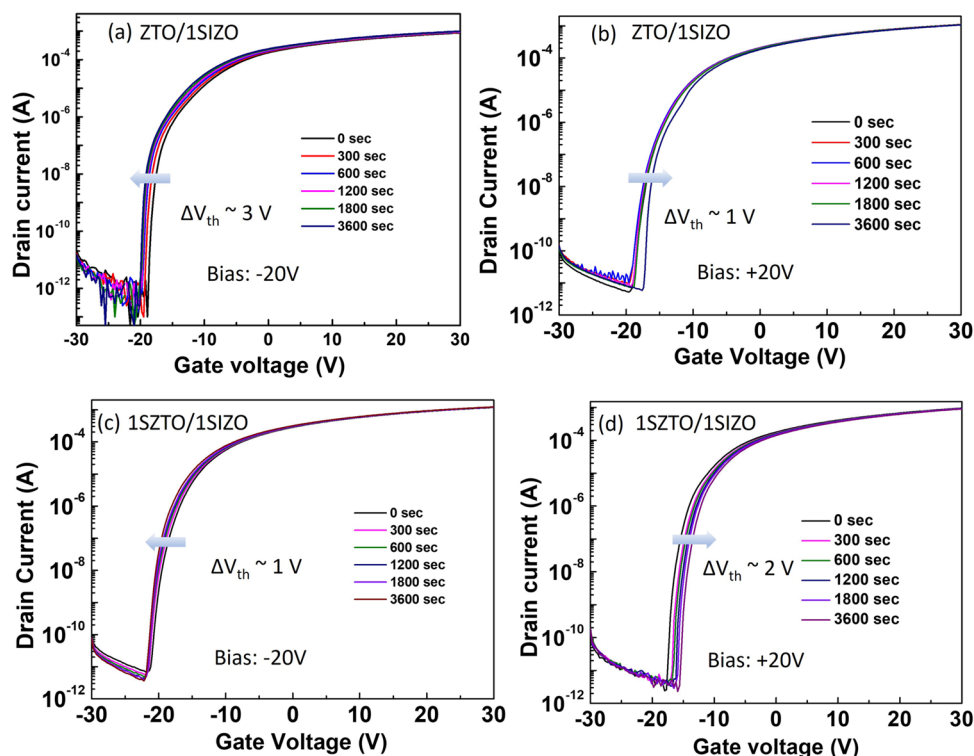 (a) ZTO/1SIZO
Drain Current (A)
10⁻⁴
10⁻⁶
10⁻⁸
10⁻¹⁰
10⁻¹²
0 sec
300 sec
600 sec
1200 sec
1800 sec
3600 sec
ΔVth ~ 3 V
Bias: -20V
-30 -20 -10 0 10 20 30
Gate voltage (V)
(b) ZTO/1SIZO
Drain Current (A)
10⁻⁴
10⁻⁶
10⁻⁸
10⁻¹⁰
10⁻¹²
0 sec
300 sec
600 sec
1200 sec
1800 sec
3600 sec
ΔVth ~ 1 V
Bias: +20V
-30 -20 -10 0 10 20 30
Gate Voltage (V)
(c) 1SZTO/1SIZO
Drain Current (A)
10⁻⁴
10⁻⁶
10⁻⁸
10⁻¹⁰
10⁻¹²
0 sec
300 sec
600 sec
1200 sec
1800 sec
3600 sec
ΔVth ~ 1 V
Bias: -20V
-30 -20 -10 0 10 20 30
Gate Voltage (V)
(d) 1SZTO/1SIZO
Drain current (A)
10⁻⁴
10⁻⁶
10⁻⁸
10⁻¹⁰
10⁻¹²
0 sec
300 sec
600 sec
1200 sec
1800 sec
3600 sec
ΔVth ~ 2 V
Bias: +20V
-30 -20 -10 0 10 20 30
Gate voltage (V)